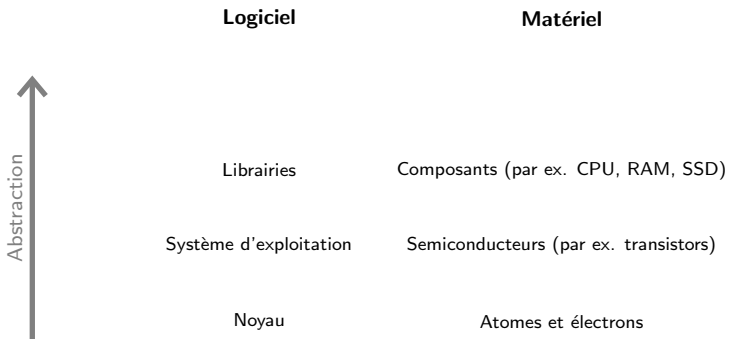 Logiciel Matériel
Abstraction
Librairies Composants (par ex. CPU, RAM, SSD)
Système d'exploitation Semiconducteurs (par ex. transistors)
Noyau Atomes et électrons